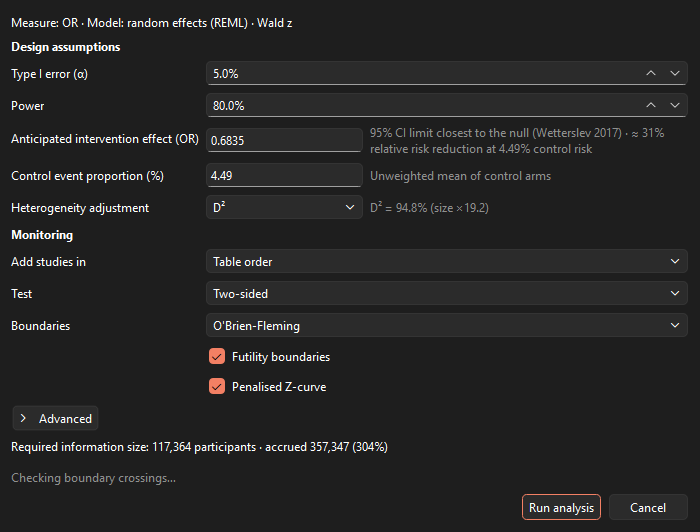 Measure: OR · Model: random effects (REML) · Wald z
Design assumptions
Type I error (α) 5.0%
Power 80.0%
Anticipated intervention effect (OR) 0.6835 95% CI limit closest to the null (Wetterslev 2017) · ≈ 31%
relative risk reduction at 4.49% control risk
Control event proportion (%) 4.49 Unweighted mean of control arms
Heterogeneity adjustment D² D² = 94.8% (size ×19.2)
Monitoring
Add studies in Table order
Test Two-sided
Boundaries O'Brien-Fleming
Futility boundaries
Penalised Z-curve
Advanced
Required information size: 117,364 participants · accrued 357,347 (304%)
Checking boundary crossings...
Run analysis Cancel